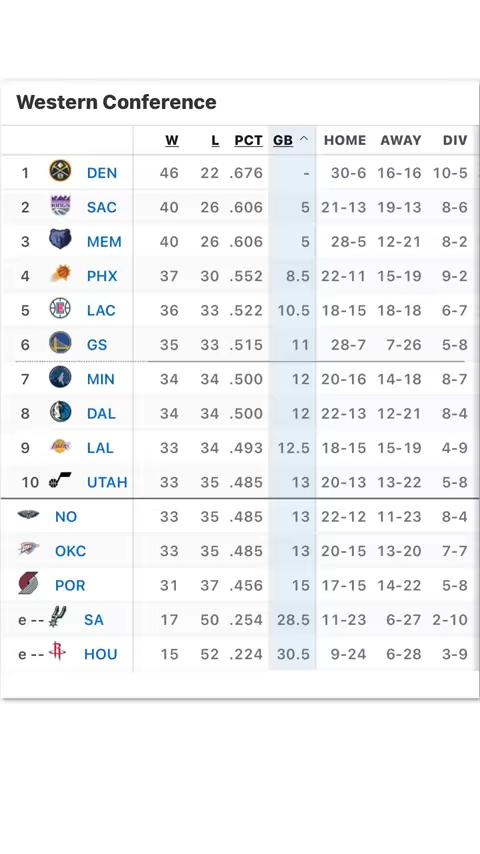 Western Conference
W L PCT GB HOME AWAY DIV
1 DEN 46 22 .676 - 30-6 16-16 10-5
2 SAC 40 26 .606 5 21-13 19-13 8-6
3 MEM 40 26 .606 5 28-5 12-21 8-2
4 PHX 37 30 .552 8.5 22-11 15-19 9-2
5 LAC 36 33 .522 10.5 18-15 18-18 6-7
6 GS 35 33 .515 11 28-7 7-26 5-8
7 MIN 34 34 .500 12 20-16 14-18 8-7
8 DAL 34 34 .500 12 22-13 12-21 8-4
9 LAL 33 34 .493 12.5 18-15 15-19 4-9
10 UTAH 33 35 .485 13 20-13 13-22 5-8
NO 33 35 .485 13 22-12 11-23 8-4
OKC 33 35 .485 13 20-15 13-20 7-7
POR 31 37 .456 15 17-15 14-22 5-8
e -- SA 17 50 .254 28.5 11-23 6-27 2-10
e -- HOU 15 52 .224 30.5 9-24 6-28 3-9